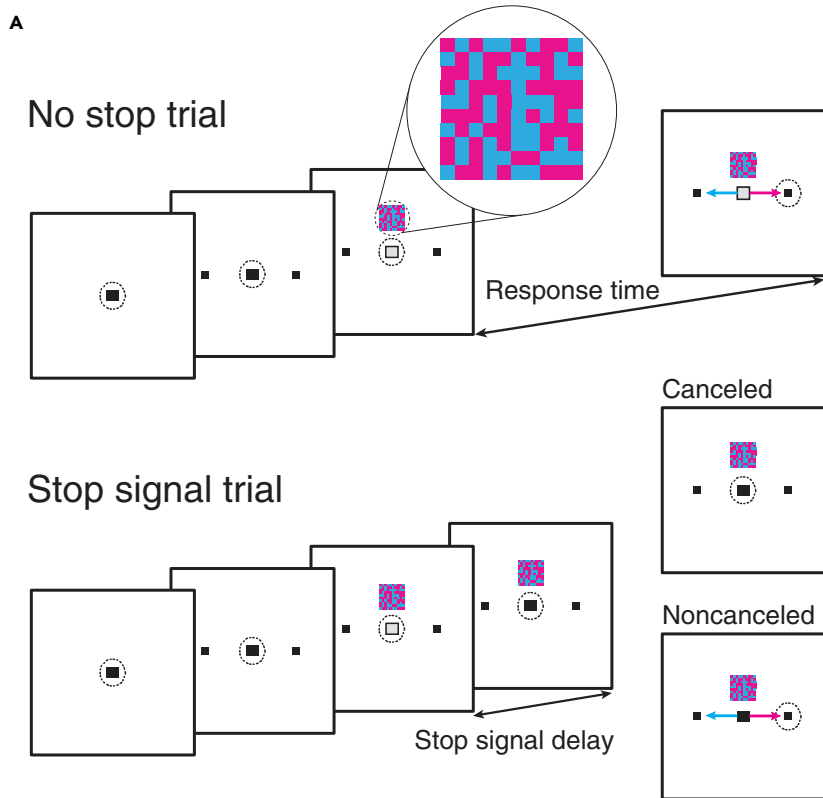 A
No stop trial
Response time
Canceled
Stop signal trial
Noncanceled
Stop signal delay